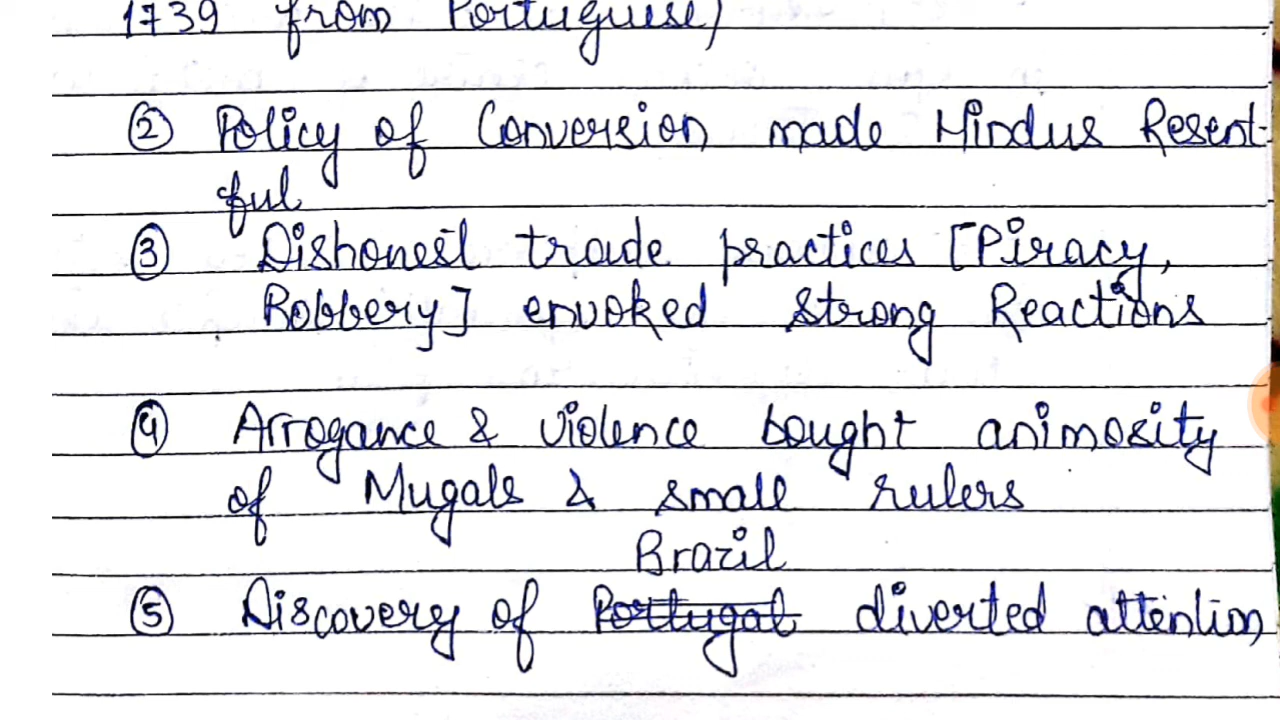 1739 from Portuguese)
② Policy of Conversion made Hindus Resent-
ful
③ Dishonest trade practices [Piracy,
Robbery] envoked strong Reactions
④ Arrogance & violence bought animosity
of Mugals & small rulers
Brazil
⑤ Discovery of Portugal diverted attention